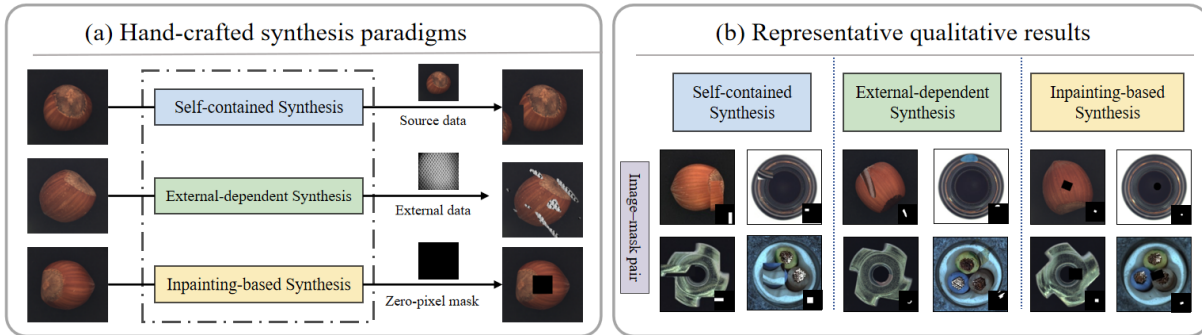 (a) Hand-crafted synthesis paradigms
Self-contained Synthesis
Source data
External-dependent Synthesis
External data
Inpainting-based Synthesis
Zero-pixel mask
(b) Representative qualitative results
Self-contained
Synthesis
External-dependent
Synthesis
Inpainting-based
Synthesis
Image–mask pair